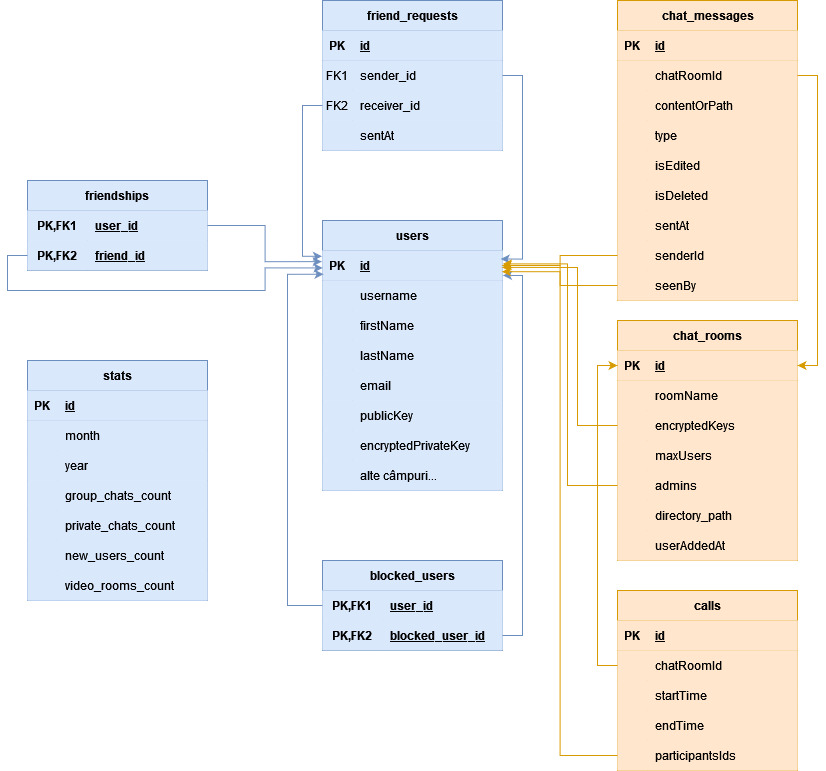 friend_requests
PK id
FK1 sender_id
FK2 receiver_id
sentAt
chat_messages
PK id
chatRoomId
contentOrPath
type
isEdited
isDeleted
sentAt
senderId
seenBy
friendships
PK,FK1 user_id
PK,FK2 friend_id
users
PK id
username
firstName
lastName
email
publicKey
encryptedPrivateKey
alte câmpuri...
chat_rooms
PK id
roomName
encryptedKeys
maxUsers
admins
directory_path
userAddedAt
stats
PK id
month
year
group_chats_count
private_chats_count
new_users_count
video_rooms_count
blocked_users
PK,FK1 user_id
PK,FK2 blocked_user_id
calls
PK id
chatRoomId
startTime
endTime
participantsIds